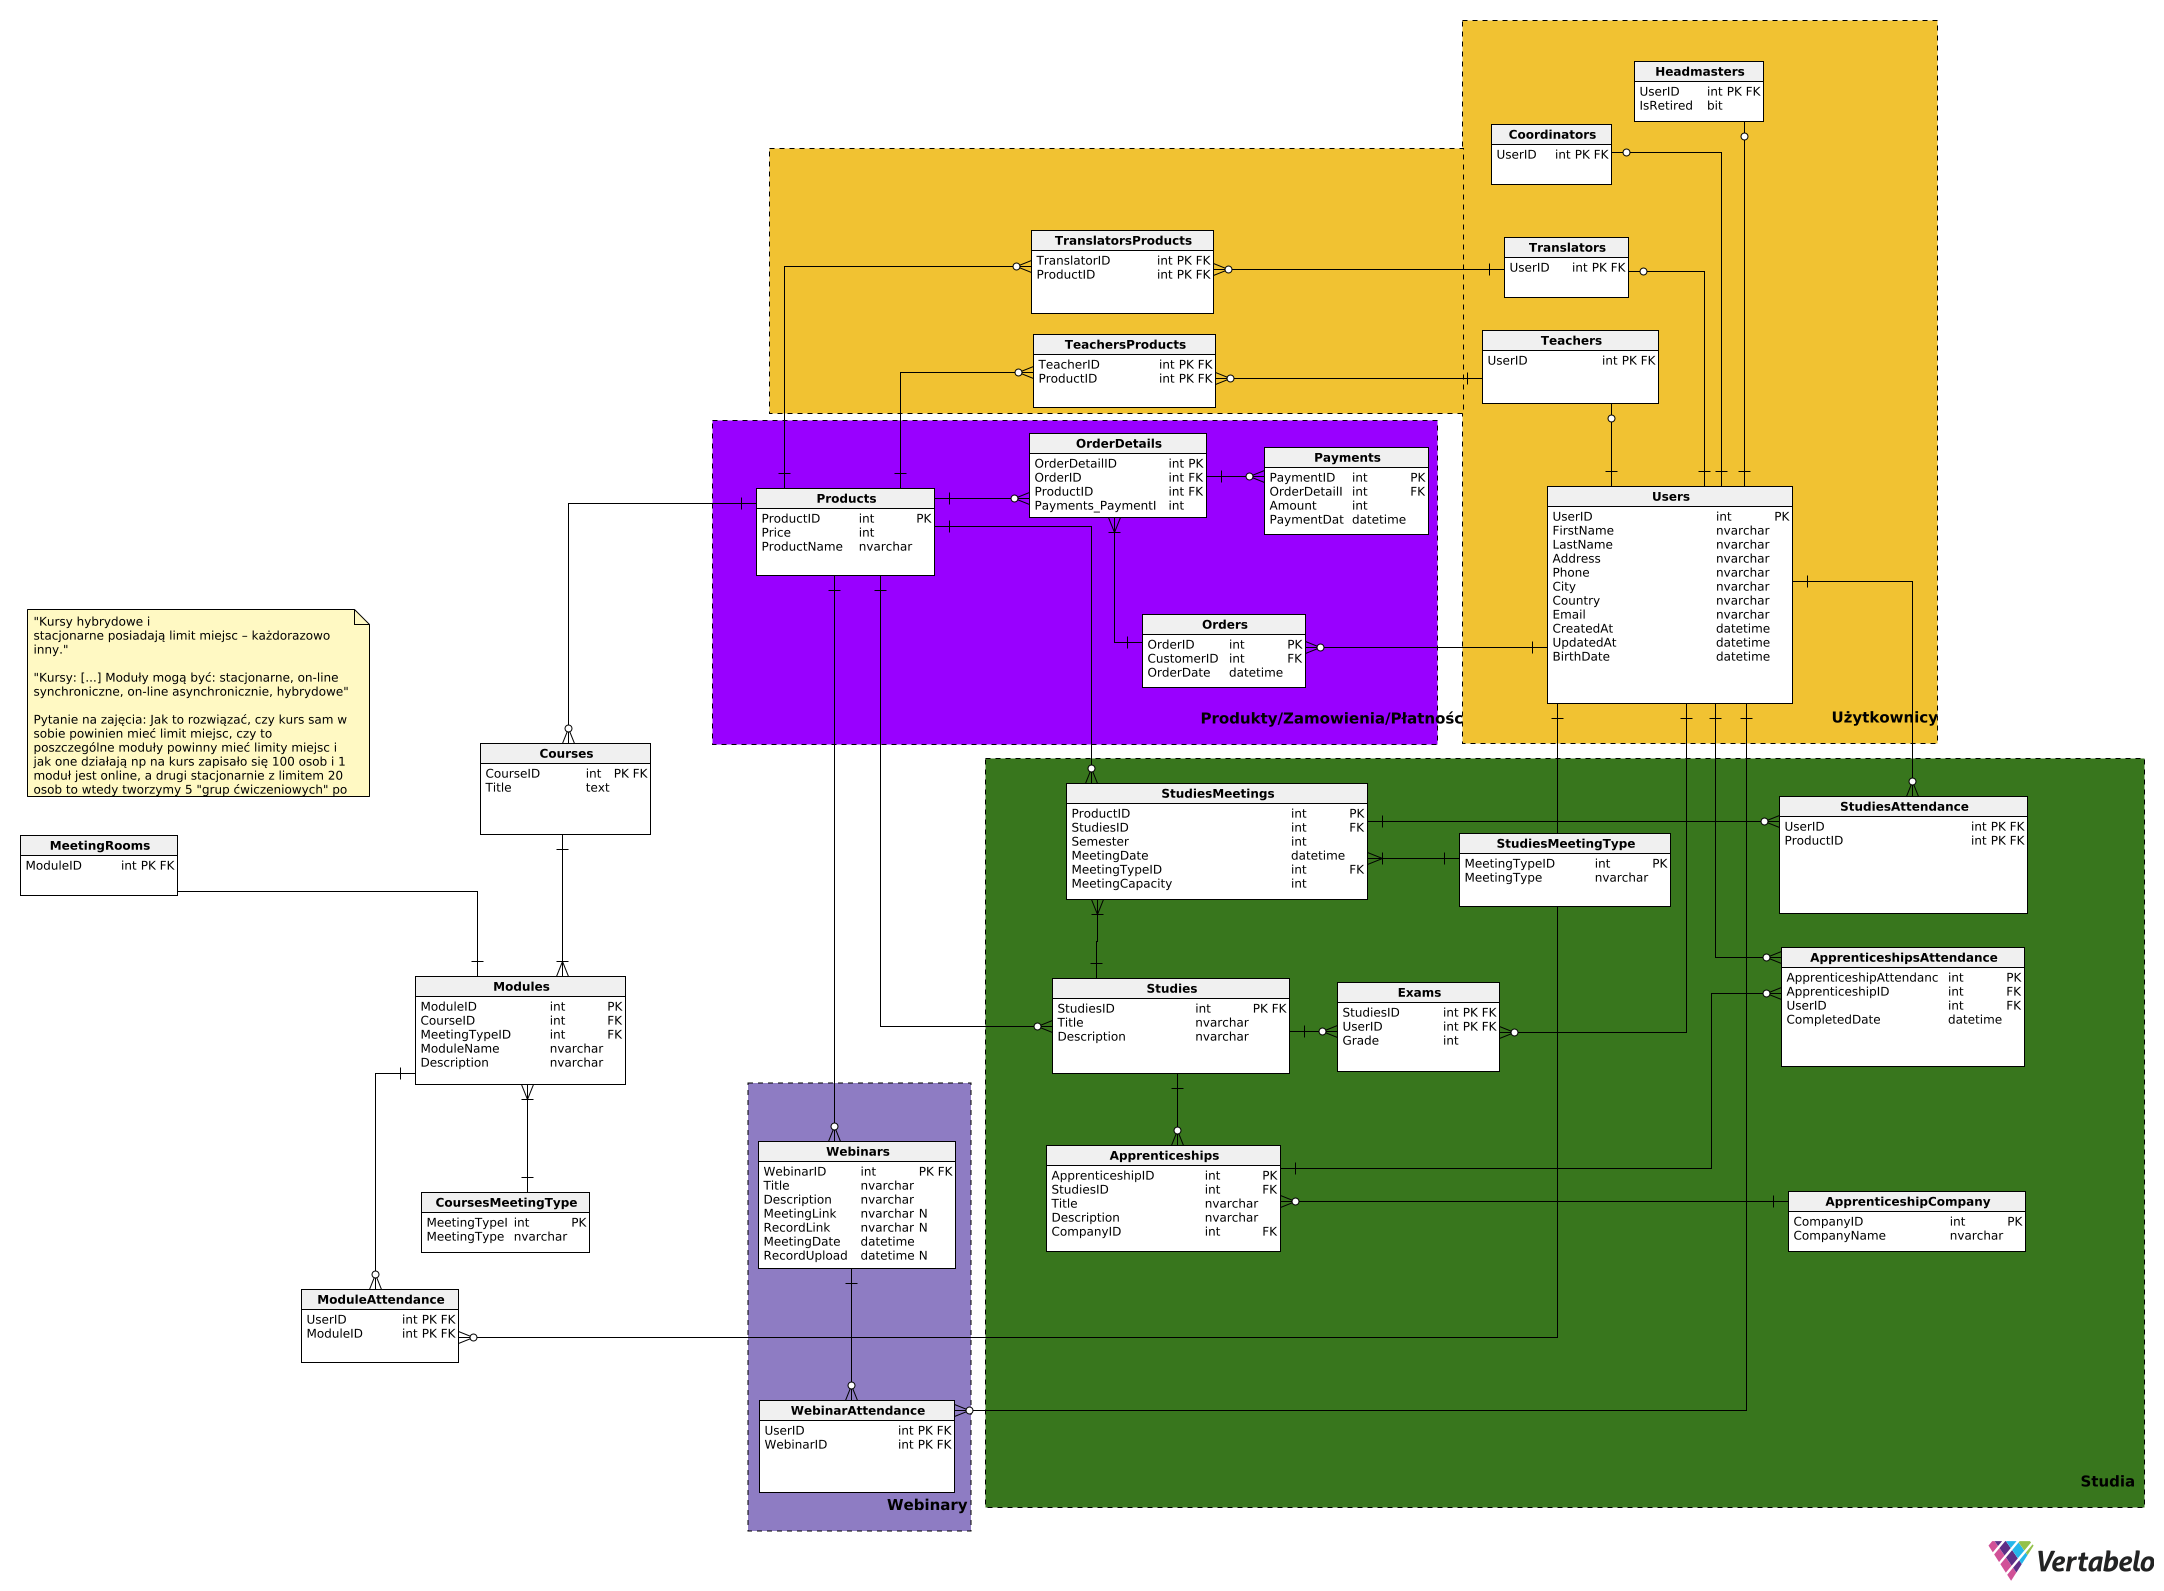 Headmasters
UserID int PK FK
IsRetired bit
Coordinators
UserID int PK FK
TranslatorsProducts
TranslatorID int PK FK
ProductID int PK FK
Translators
UserID int PK FK
TeachersProducts
TeacherID int PK FK
ProductID int PK FK
Teachers
UserID int PK FK
OrderDetails
OrderDetailID int PK
OrderID int FK
ProductID int FK
Payments_PaymentI int
Payments
PaymentID int PK
OrderDetailI int FK
Amount int
PaymentDat datetime
Products
ProductID int PK
Price int
ProductName nvarchar
Users
UserID int PK
FirstName nvarchar
LastName nvarchar
Address nvarchar
Phone nvarchar
City nvarchar
Country nvarchar
Email nvarchar
CreatedAt datetime
UpdatedAt datetime
BirthDate datetime
Orders
OrderID int PK
CustomerID int FK
OrderDate datetime
Produkty/Zamowienia/Płatnośc
Użytkownicy
"Kursy hybrydowe i
stacjonarne posiadają limit miejsc – każdorazowo
inny."
"Kursy: [...] Moduły mogą być: stacjonarne, on-line
synchroniczne, on-line asynchronicznie, hybrydowe"
Pytanie na zajęcia: Jak to rozwiązać, czy kurs sam w
sobie powinien mieć limit miejsc, czy to
poszczególne moduły powinny mieć limity miejsc i
jak one działają np na kurs zapisało się 100 osob i 1
moduł jest online, a drugi stacjonarnie z limitem 20
osob to wtedy tworzymy 5 "grup ćwiczeniowych" po
Courses
CourseID int PK FK
Title text
MeetingRooms
ModuleID int PK FK
StudiesMeetings
ProductID int PK
StudiesID int FK
Semester int
MeetingDate datetime
MeetingTypeID int FK
MeetingCapacity int
StudiesMeetingType
MeetingTypeID int PK
MeetingType nvarchar
StudiesAttendance
UserID int PK FK
ProductID int PK FK
Modules
ModuleID int PK
CourseID int FK
MeetingTypeID int FK
ModuleName nvarchar
Description nvarchar
Studies
StudiesID int PK FK
Title nvarchar
Description nvarchar
Exams
StudiesID int PK FK
UserID int PK FK
Grade int
ApprenticeshipsAttendance
ApprenticeshipAttendanc int PK
ApprenticeshipID int FK
UserID int FK
CompletedDate datetime
Webinars
WebinarID int PK FK
Title nvarchar
Description nvarchar
MeetingLink nvarchar N
RecordLink nvarchar N
MeetingDate datetime
RecordUpload datetime N
Apprenticeships
ApprenticeshipID int PK
StudiesID int FK
Title nvarchar
Description nvarchar
CompanyID int FK
CoursesMeetingType
MeetingTypeI int PK
MeetingType nvarchar
ApprenticeshipCompany
CompanyID int PK
CompanyName nvarchar
ModuleAttendance
UserID int PK FK
ModuleID int PK FK
WebinarAttendance
UserID int PK FK
WebinarID int PK FK
Webinary
Studia
Vertabelo